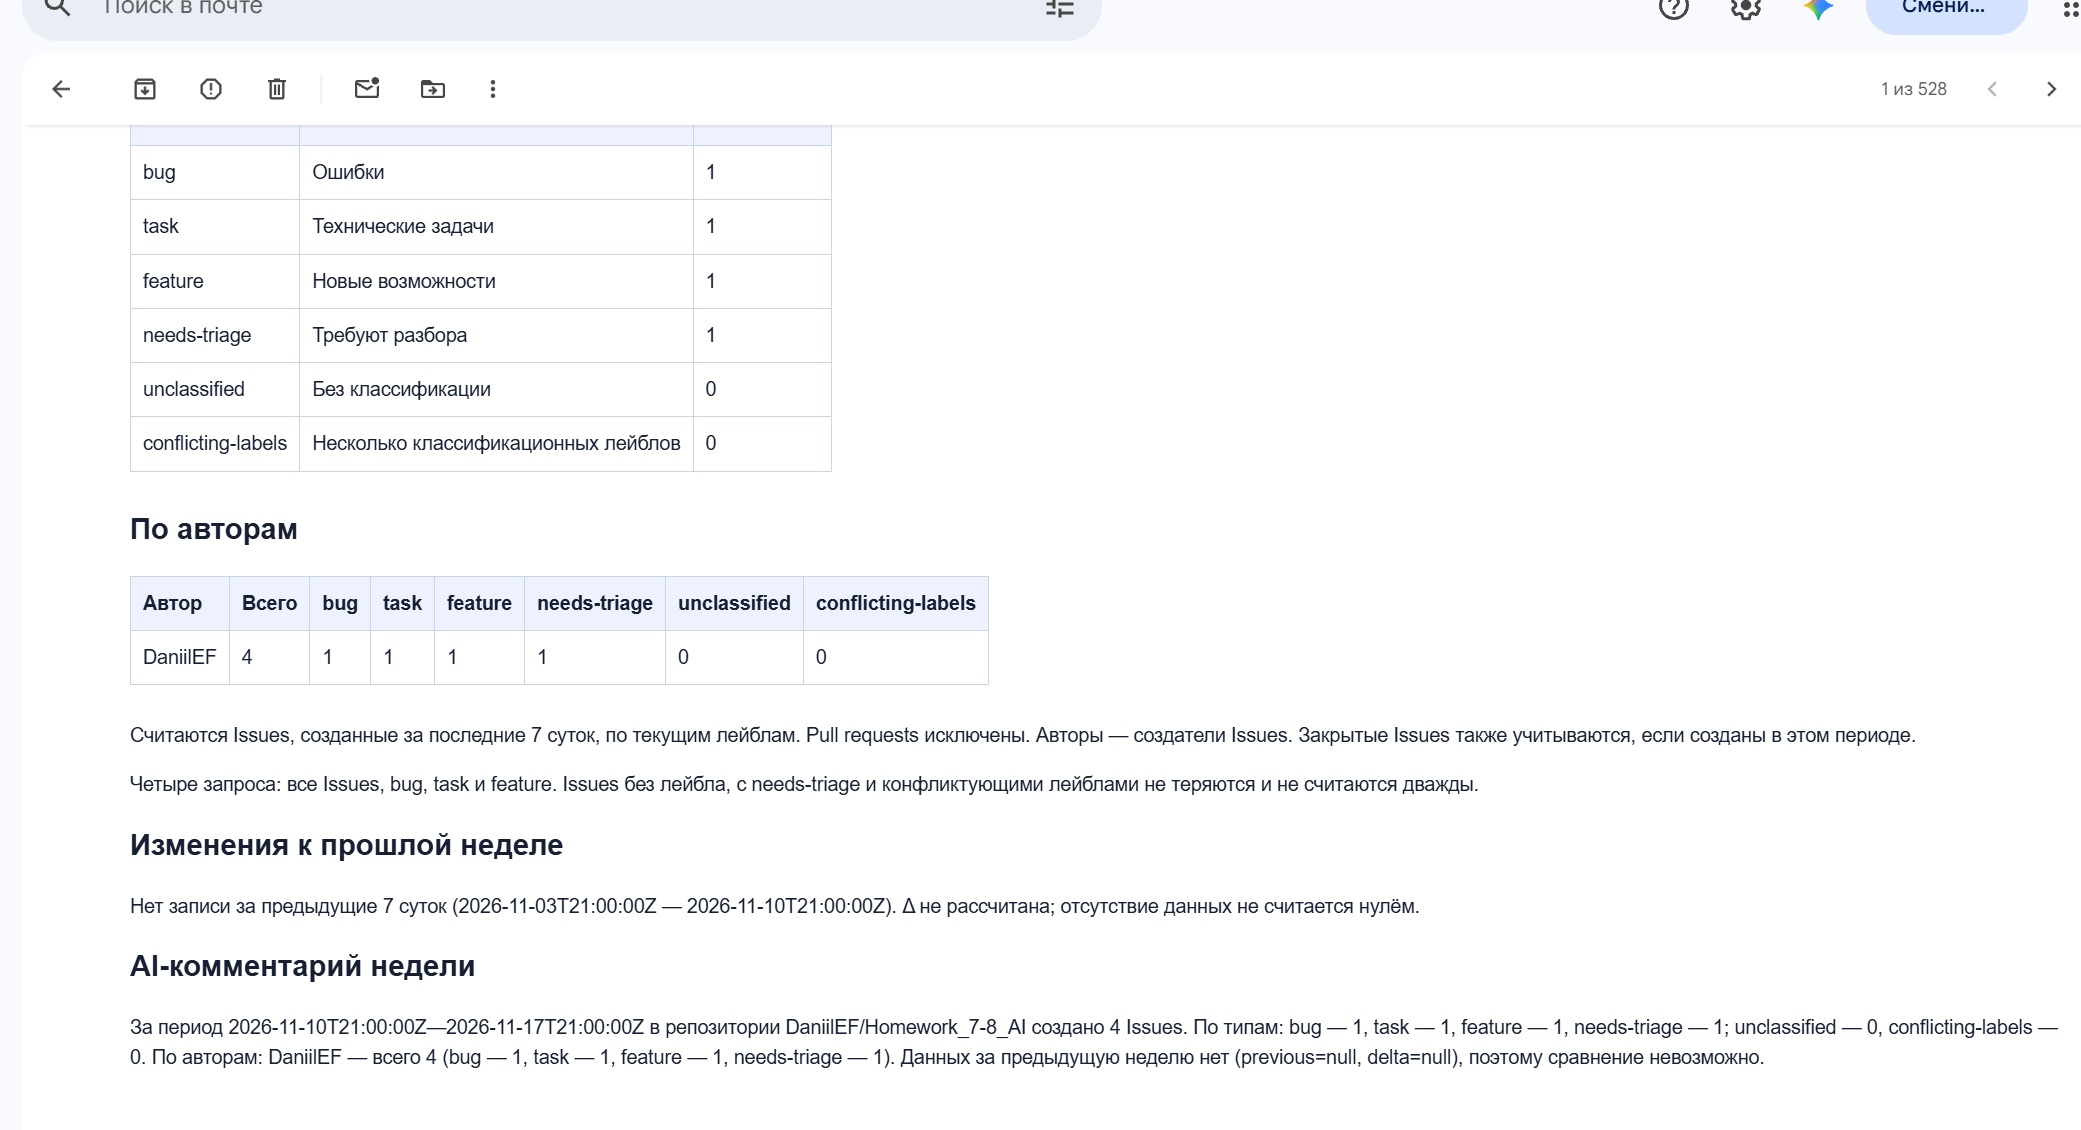 Поиск в почте
Смени...
1 из 528
bug Ошибки 1
task Технические задачи 1
feature Новые возможности 1
needs-triage Требуют разбора 1
unclassified Без классификации 0
conflicting-labels Несколько классификационных лейблов 0
По авторам
Автор Всего bug task feature needs-triage unclassified conflicting-labels
DaniilEF 4 1 1 1 1 0 0
Считаются Issues, созданные за последние 7 суток, по текущим лейблам. Pull requests исключены. Авторы — создатели Issues. Закрытые Issues также учитываются, если созданы в этом периоде.
Четыре запроса: все Issues, bug, task и feature. Issues без лейбла, с needs-triage и конфликтующими лейблами не теряются и не считаются дважды.
Изменения к прошлой неделе
Нет записи за предыдущие 7 суток (2026-11-03T21:00:00Z — 2026-11-10T21:00:00Z). Δ не рассчитана; отсутствие данных не считается нулём.
AI-комментарий недели
За период 2026-11-10T21:00:00Z—2026-11-17T21:00:00Z в репозитории DaniilEF/Homework_7-8_AI создано 4 Issues. По типам: bug — 1, task — 1, feature — 1, needs-triage — 1; unclassified — 0, conflicting-labels —
0. По авторам: DaniilEF — всего 4 (bug — 1, task — 1, feature — 1, needs-triage — 1). Данных за предыдущую неделю нет (previous=null, delta=null), поэтому сравнение невозможно.